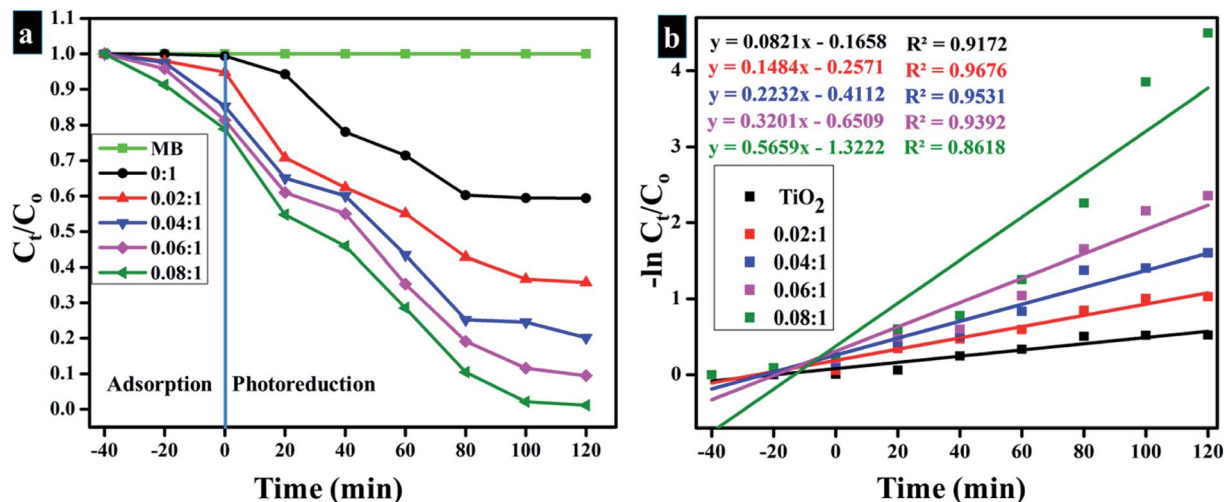 a
1.1
1.0
0.9
0.8
0.7
0.6
0.5
0.4
0.3
0.2
0.1
0.0
Cₜ/Cₒ
MB
0:1
0.02:1
0.04:1
0.06:1
0.08:1
Adsorption
Photoreduction
-40 -20 0 20 40 60 80 100 120
Time (min)
b
y = 0.0821x - 0.1658 R² = 0.9172
y = 0.1484x - 0.2571 R² = 0.9676
y = 0.2232x - 0.4112 R² = 0.9531
y = 0.3201x - 0.6509 R² = 0.9392
y = 0.5659x - 1.3222 R² = 0.8618
4
3
2
1
0
-ln Cₜ/Cₒ
TiO₂
0.02:1
0.04:1
0.06:1
0.08:1
-40 -20 0 20 40 60 80 100 120
Time (min)